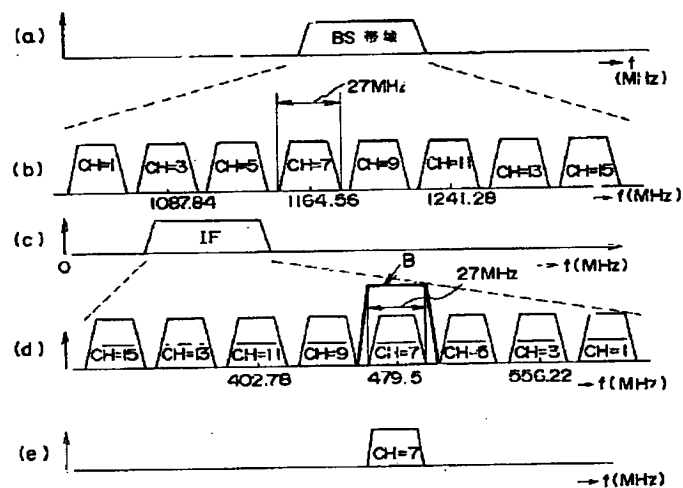 (a)
BS 帯域
→f
(MHz)
27MHz
(b)
CH=1 CH=3 CH=5 CH=7 CH=9 CH=11 CH=13 CH=15
1087.84 1164.56 1241.28 →f(MHz)
(c)
IF
O
→f(MHz)
B
27MHz
(d)
CH=15 CH=13 CH=11 CH=9 CH=7 CH=5 CH=3 CH=1
402.78 479.5 556.22 →f(MHz)
(e)
CH=7
→f(MHz)